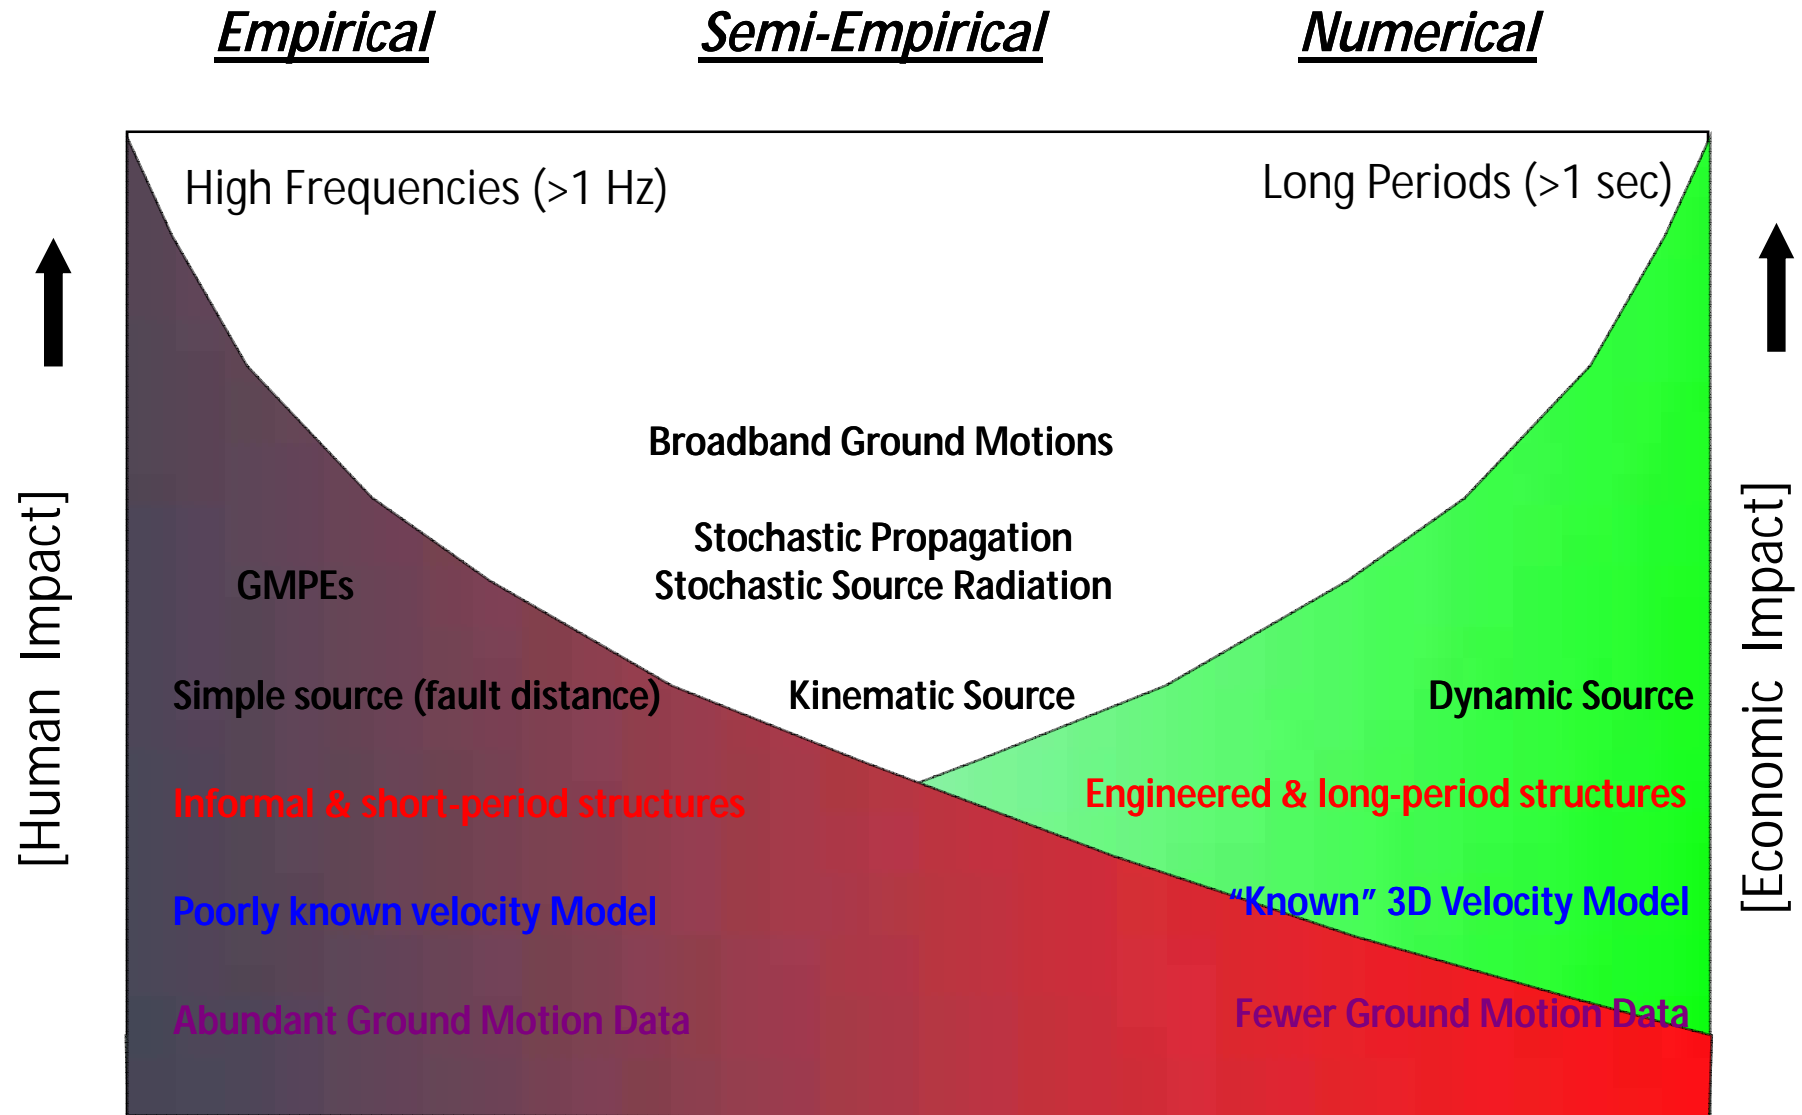 Empirical
Semi-Empirical
Numerical
High Frequencies (>1 Hz)
Long Periods (>1 sec)
[Human Impact]
[Economic Impact]
Broadband Ground Motions
Stochastic Propagation
Stochastic Source Radiation
GMPEs
Simple source (fault distance)
Kinematic Source
Dynamic Source
Informal & short-period structures
Engineered & long-period structures
Poorly known velocity Model
“Known” 3D Velocity Model
Abundant Ground Motion Data
Fewer Ground Motion Data